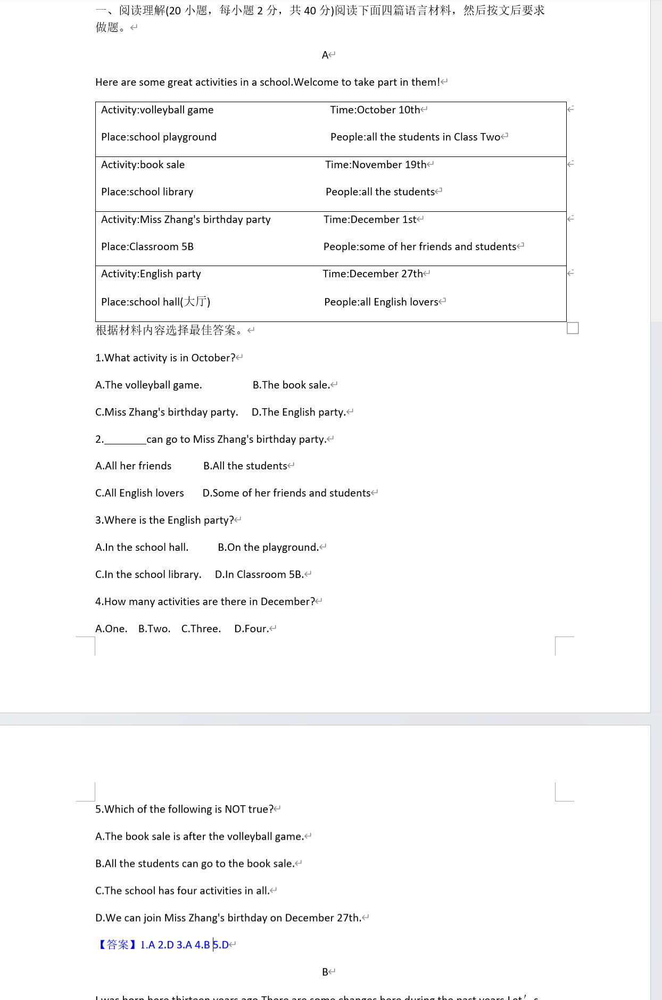 一、阅读理解(20 小题，每小题 2 分，共 40 分)阅读下面四篇语言材料，然后按文后要求
做题。
A
Here are some great activities in a school.Welcome to take part in them!
Activity:volleyball game Time:October 10th
Place:school playground People:all the students in Class Two
Activity:book sale Time:November 19th
Place:school library People:all the students
Activity:Miss Zhang's birthday party Time:December 1st
Place:Classroom 5B People:some of her friends and students
Activity:English party Time:December 27th
Place:school hall(大厅) People:all English lovers
根据材料内容选择最佳答案。
1.What activity is in October?
A.The volleyball game. B.The book sale.
C.Miss Zhang's birthday party. D.The English party.
2.________can go to Miss Zhang's birthday party.
A.All her friends B.All the students
C.All English lovers D.Some of her friends and students
3.Where is the English party?
A.In the school hall. B.On the playground.
C.In the school library. D.In Classroom 5B.
4.How many activities are there in December?
A.One. B.Two. C.Three. D.Four.
5.Which of the following is NOT true?
A.The book sale is after the volleyball game.
B.All the students can go to the book sale.
C.The school has four activities in all.
D.We can join Miss Zhang's birthday on December 27th.
【答案】1.A 2.D 3.A 4.B 5.D
B
I was born here thirteen years ago.There are some changes here during the past years.Let′s